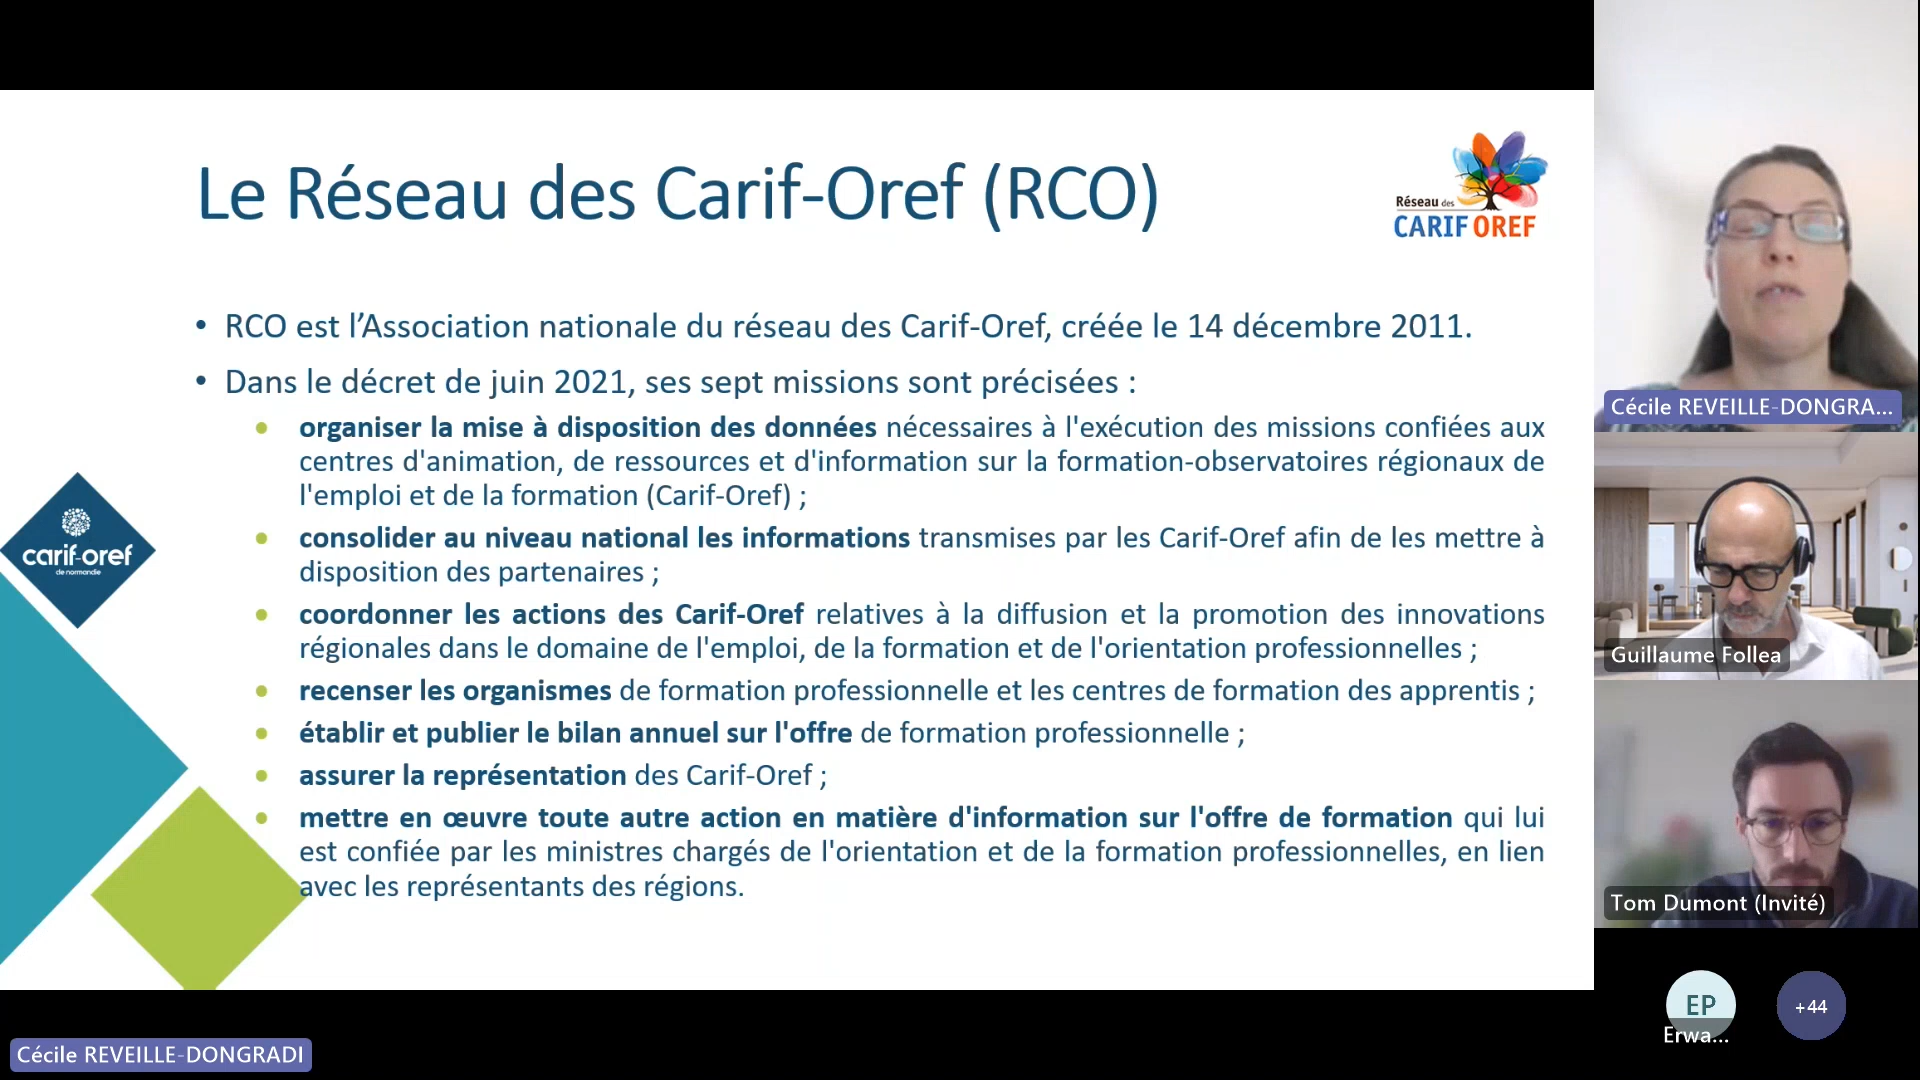 Le Réseau des Carif-Oref (RCO)
Réseau des
CARIF OREF
• RCO est l’Association nationale du réseau des Carif-Oref, créée le 14 décembre 2011.
• Dans le décret de juin 2021, ses sept missions sont précisées :
• organiser la mise à disposition des données nécessaires à l'exécution des missions confiées aux
centres d'animation, de ressources et d'information sur la formation-observatoires régionaux de
l'emploi et de la formation (Carif-Oref) ;
• consolider au niveau national les informations transmises par les Carif-Oref afin de les mettre à
disposition des partenaires ;
• coordonner les actions des Carif-Oref relatives à la diffusion et la promotion des innovations
régionales dans le domaine de l'emploi, de la formation et de l'orientation professionnelles ;
• recenser les organismes de formation professionnelle et les centres de formation des apprentis ;
• établir et publier le bilan annuel sur l'offre de formation professionnelle ;
• assurer la représentation des Carif-Oref ;
• mettre en œuvre toute autre action en matière d'information sur l'offre de formation qui lui
est confiée par les ministres chargés de l'orientation et de la formation professionnelles, en lien
avec les représentants des régions.
carif-oref
de normandie
Cécile REVEILLE-DONGRA...
Guillaume Follea
Tom Dumont (Invité)
EP
Erwa...
+44
Cécile REVEILLE-DONGRADI